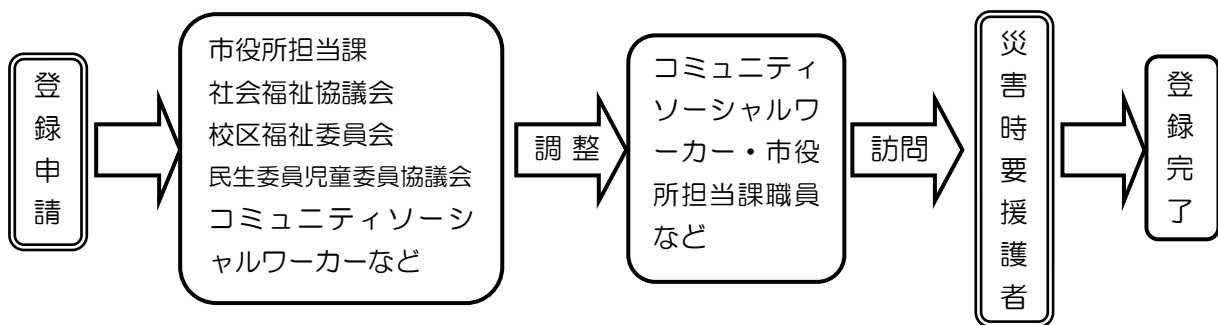 登録申請
市役所担当課
社会福祉協議会
校区福祉委員会
民生委員児童委員協議会
コミュニティソーシ
ャルワーカーなど
調整
コミュニティ
ソーシャルワ
ーカー・市役
所担当課職員
など
訪問
災害時要援護者
登録完了